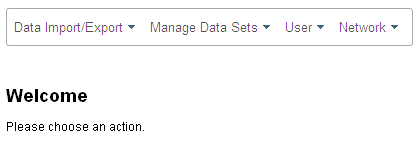 Data Import/Export Manage Data Sets User Network
Welcome
Please choose an action.